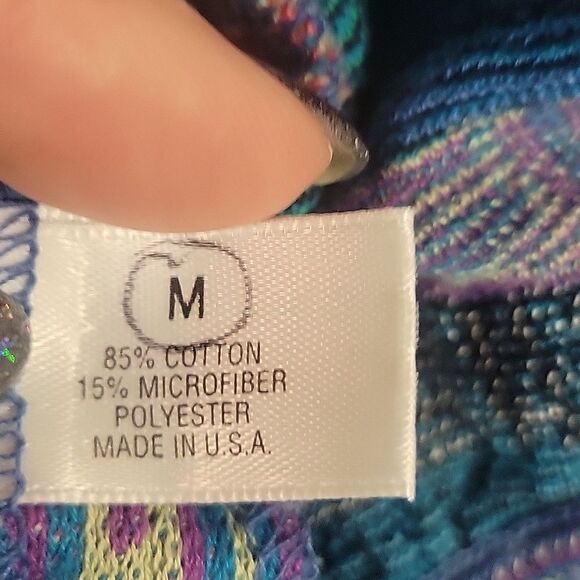 M
85% COTTON
15% MICROFIBER
POLYESTER
MADE IN U.S.A.